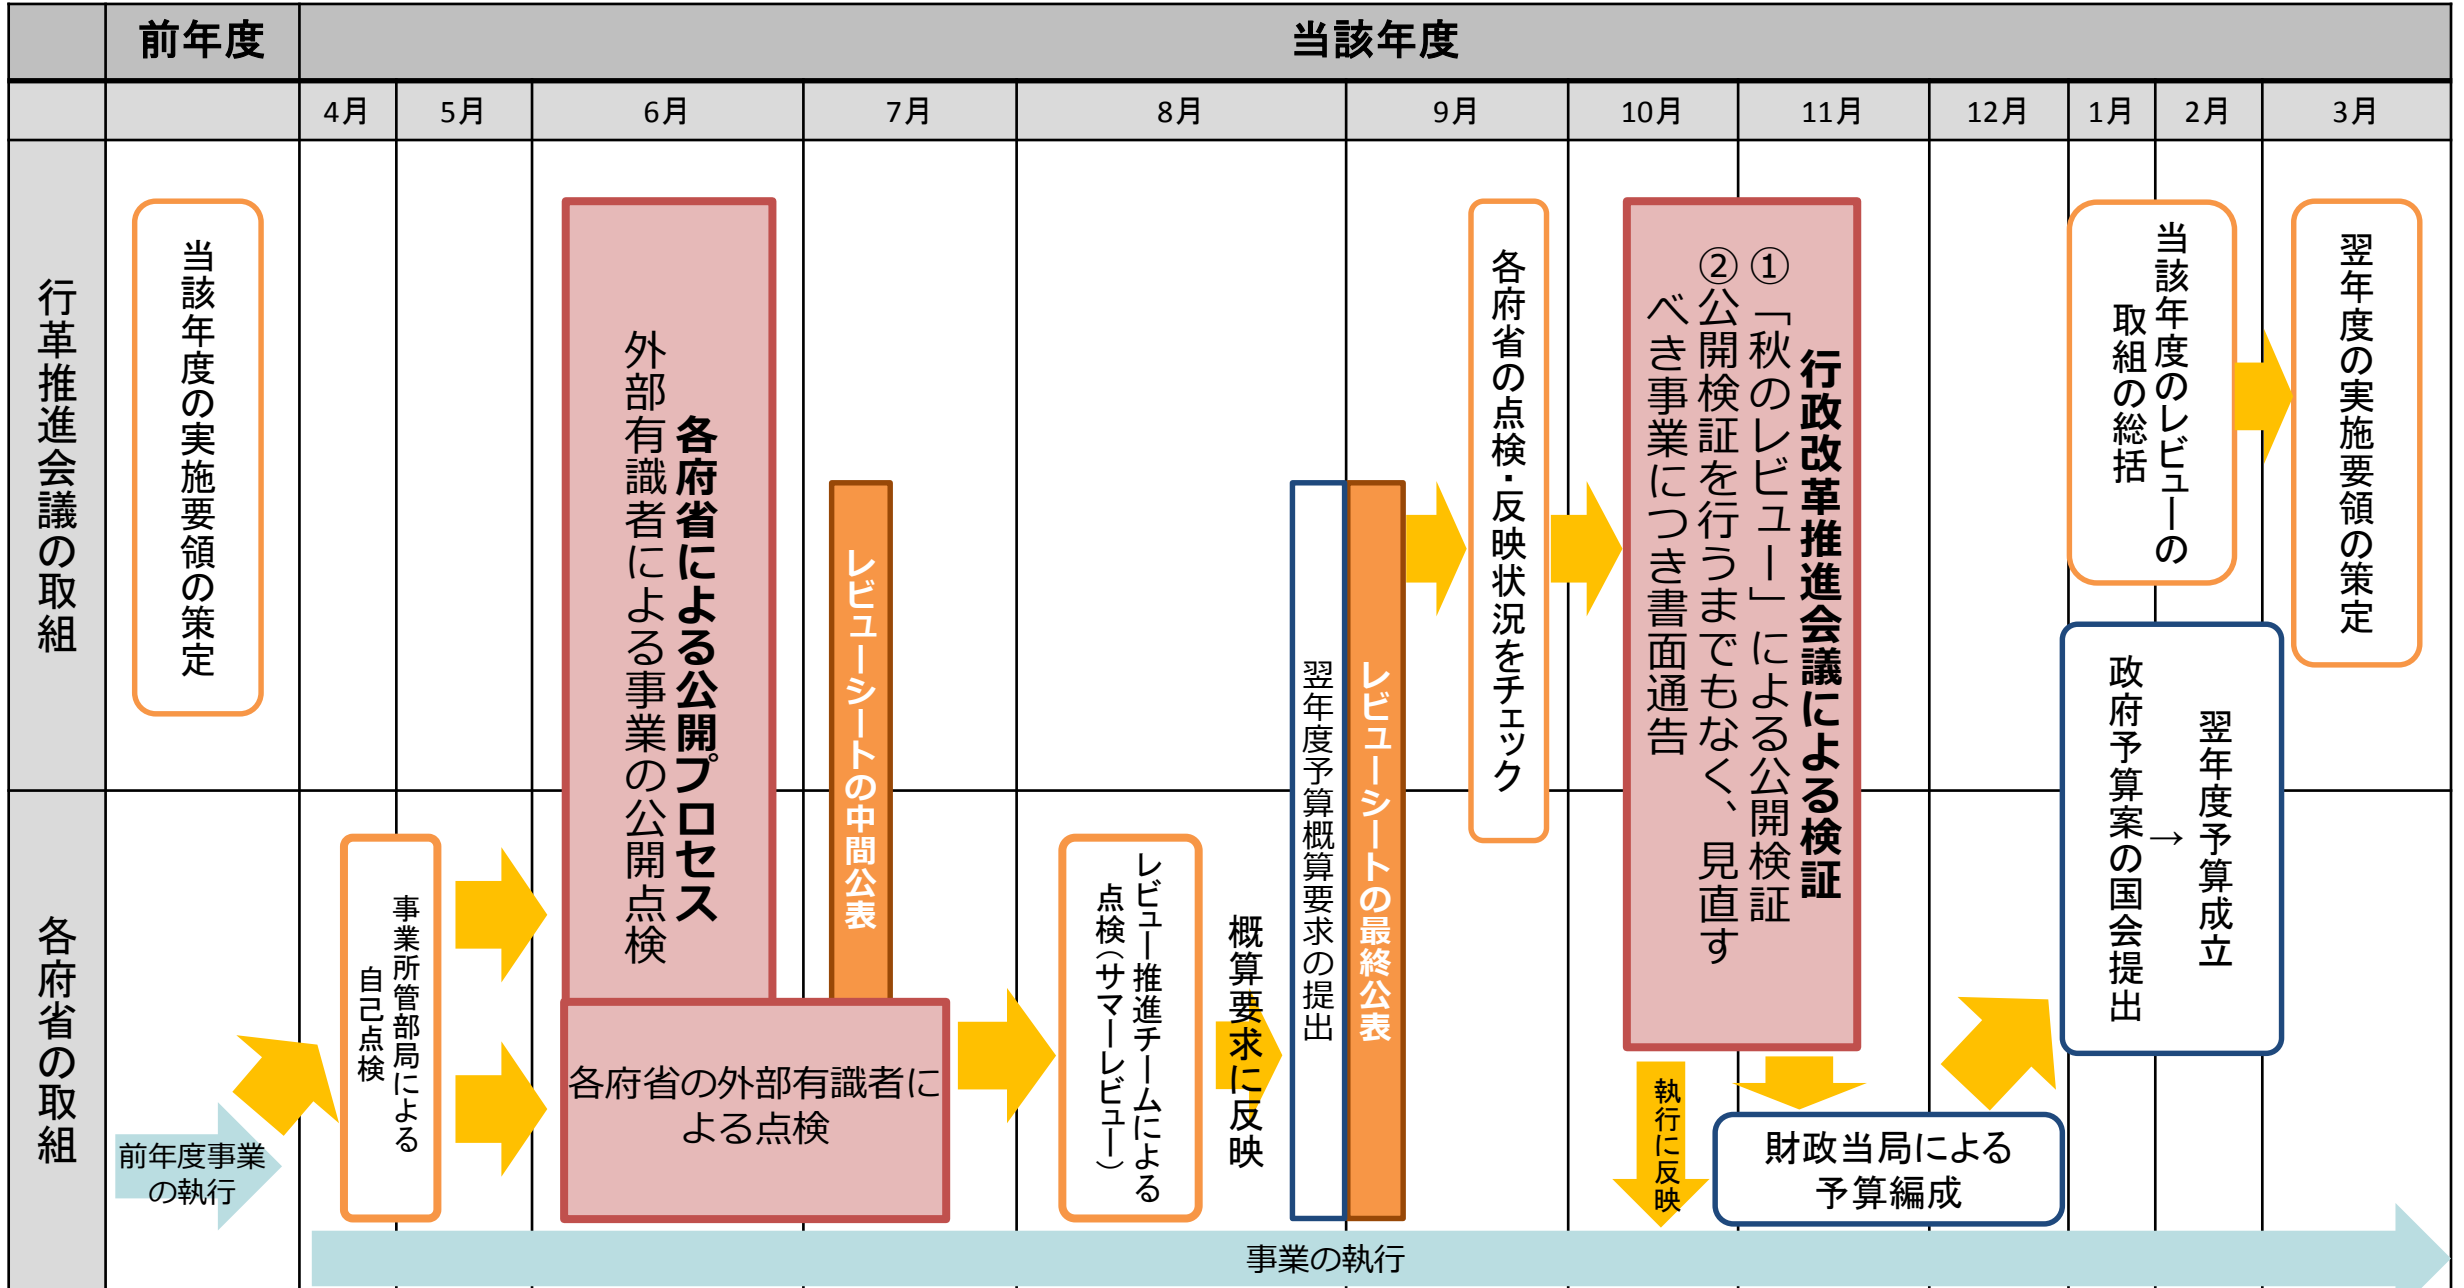 前年度
当該年度
4月
5月
6月
7月
8月
9月
10月
11月
12月
1月
2月
3月
行革推進会議の取組
当該年度の実施要領の策定
各府省による公開プロセス
外部有識者による事業の公開点検
レビューシートの中間公表
翌年度予算概算要求の提出
レビューシートの最終公表
各府省の点検・反映状況をチェック
行政改革推進会議による検証
①「秋のレビュー」による公開検証
②公開検証を行うまでもなく、見直す
べき事業につき書面通告
当該年度のレビューの
取組の総括
翌年度の実施要領の策定
政府予算案の国会提出
→
翌年度予算成立
各府省の取組
前年度事業
の執行
事業所管部局による
自己点検
各府省の外部有識者に
よる点検
レビュー推進チームによる
点検(サマーレビュー)
概算要求に反映
執行に反映
財政当局による
予算編成
事業の執行